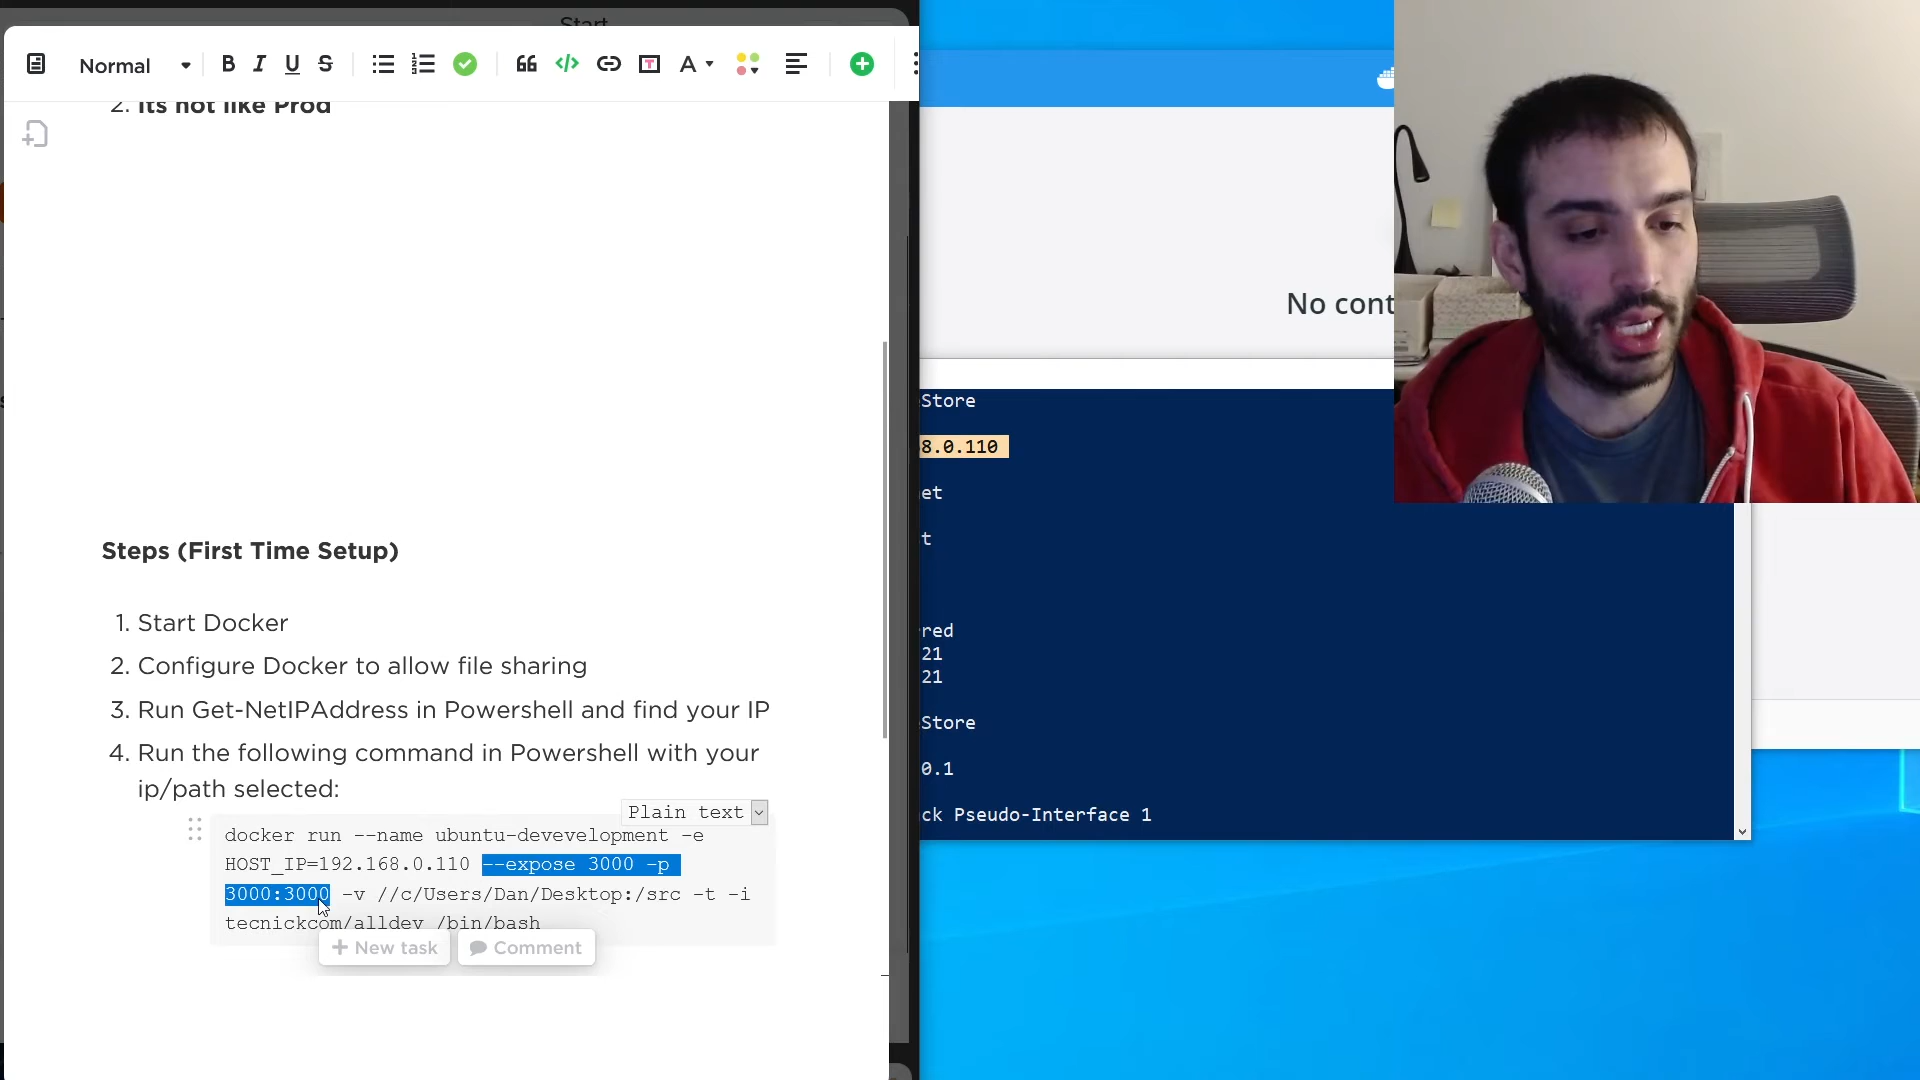 Start
Normal
B I U S
2. Its not like Prod
Steps (First Time Setup)
1. Start Docker
2. Configure Docker to allow file sharing
3. Run Get-NetIPAddress in Powershell and find your IP
4. Run the following command in Powershell with your
ip/path selected:
Plain text
docker run --name ubuntu-devevelopment -e
HOST_IP=192.168.0.110 --expose 3000 -p
3000:3000 -v //c/Users/Dan/Desktop:/src -t -i
tecnickcom/alldev /bin/bash
New task
Comment
No cont
Store
8.0.110
et
t
red
21
21
Store
0.1
ck Pseudo-Interface 1